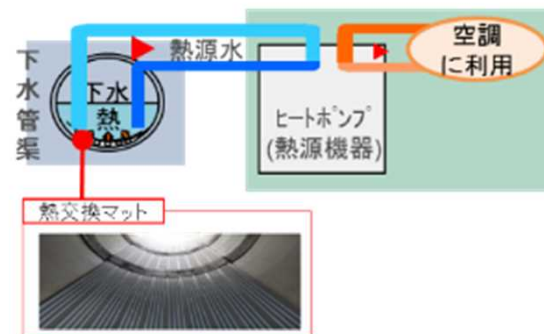 下水管渠
下水
熱
熱源水
空調
に利用
ヒートポンプ
(熱源機器)
熱交換マット